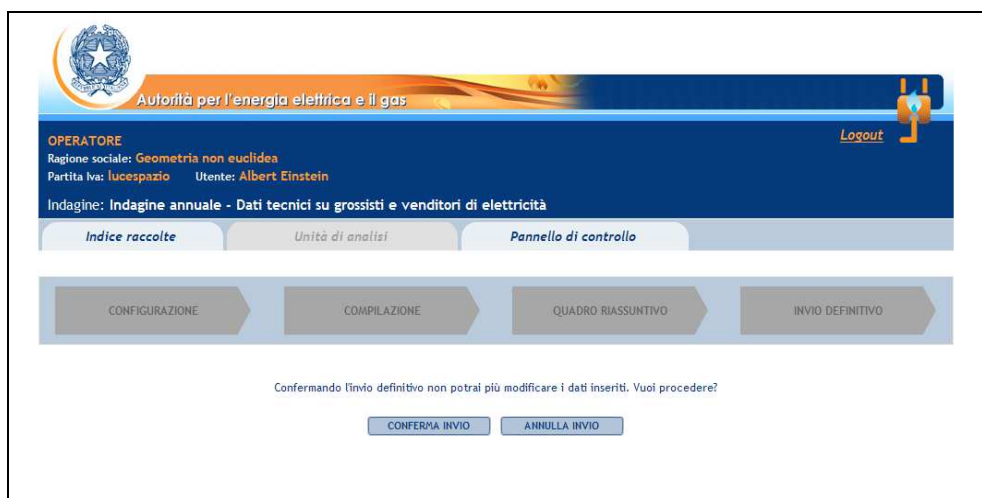 Autorità per l'energia elettrica e il gas
OPERATORE
Logout
Ragione sociale: Geometria non euclidea
Partita Iva: lucespazio Utente: Albert Einstein
Indagine: Indagine annuale - Dati tecnici su grossisti e venditori di elettricità
Indice raccolte Unità di analisi Pannello di controllo
CONFIGURAZIONE COMPILAZIONE QUADRO RIASSUNTIVO INVIO DEFINITIVO
Confermando l'invio definitivo non potrai più modificare i dati inseriti. Vuoi procedere?
CONFERMA INVIO ANNULLA INVIO